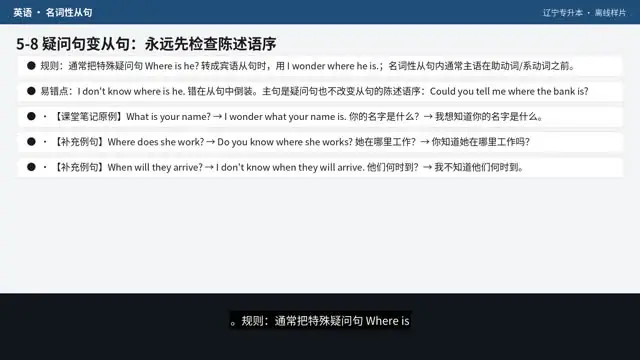 英语 · 名词性从句
辽宁专升本 · 离线样片
5-8 疑问句变从句：永远先检查陈述语序
● 规则：通常把特殊疑问句 Where is he? 转成宾语从句时，用 I wonder where he is.；名词性从句内通常主语在助动词/系动词之前。
● 易错点：I don't know where is he. 错在从句中倒装。主句是疑问句也不改变从句的陈述语序：Could you tell me where the bank is?
● · 【课堂笔记原例】What is your name? → I wonder what your name is. 你的名字是什么？→ 我想知道你的名字是什么。
● · 【补充例句】Where does she work? → Do you know where she works? 她在哪里工作？→ 你知道她在哪里工作吗？
● · 【补充例句】When will they arrive? → I don't know when they will arrive. 他们何时到？→ 我不知道他们何时到。
。规则：通常把特殊疑问句 Where is